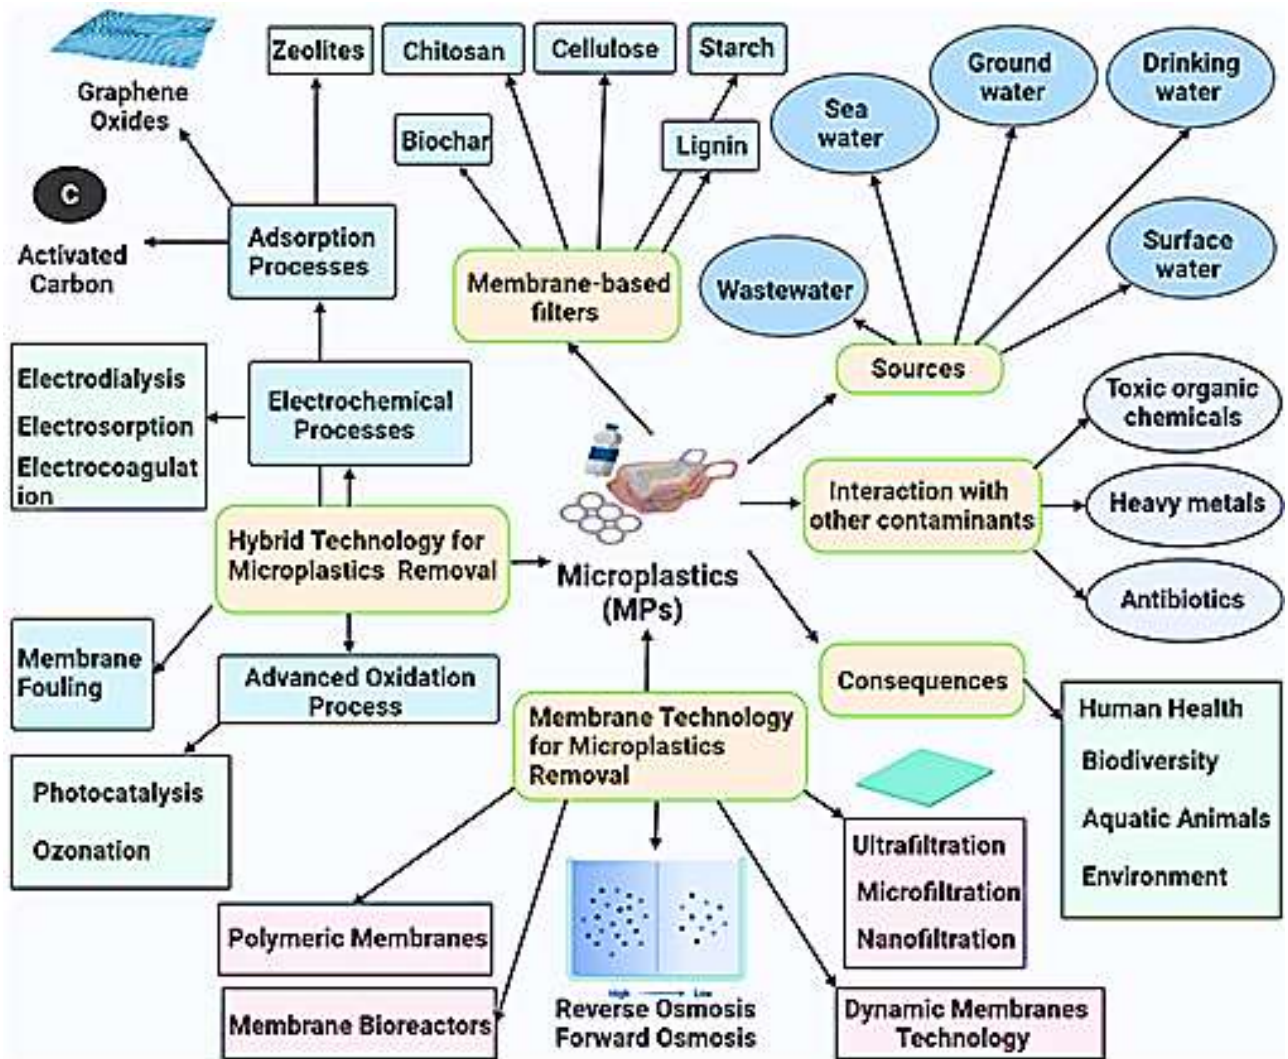 Graphene
Oxides
Zeolites
Chitosan
Cellulose
Starch
Biochar
Lignin
Sea
water
Ground
water
Drinking
water
C
Activated
Carbon
Adsorption
Processes
Membrane-based
filters
Wastewater
Surface
water
Sources
Electrodialysis
Electrosorption
Electrocoagulat
ion
Electrochemical
Processes
Toxic organic
chemicals
Interaction with
other contaminants
Heavy metals
Antibiotics
Hybrid Technology for
Microplastics Removal
Microplastics
(MPs)
Membrane
Fouling
Advanced Oxidation
Process
Consequences
Membrane Technology
for Microplastics
Removal
Human Health
Biodiversity
Aquatic Animals
Environment
Photocatalysis
Ozonation
Ultrafiltration
Microfiltration
Nanofiltration
Polymeric Membranes
Membrane Bioreactors
High
Low
Reverse Osmosis
Forward Osmosis
Dynamic Membranes
Technology